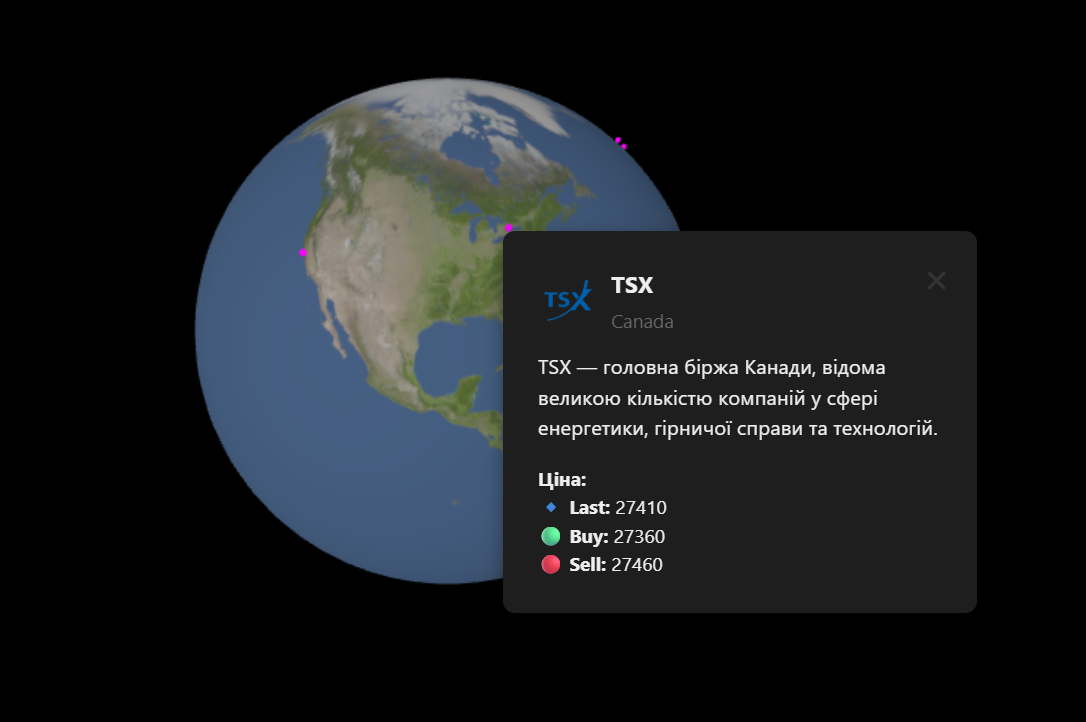 TSX
TSX
Canada
TSX — головна біржа Канади, відома
великою кількістю компаній у сфері
енергетики, гірничої справи та технологій.
Ціна:
Last: 27410
Buy: 27360
Sell: 27460